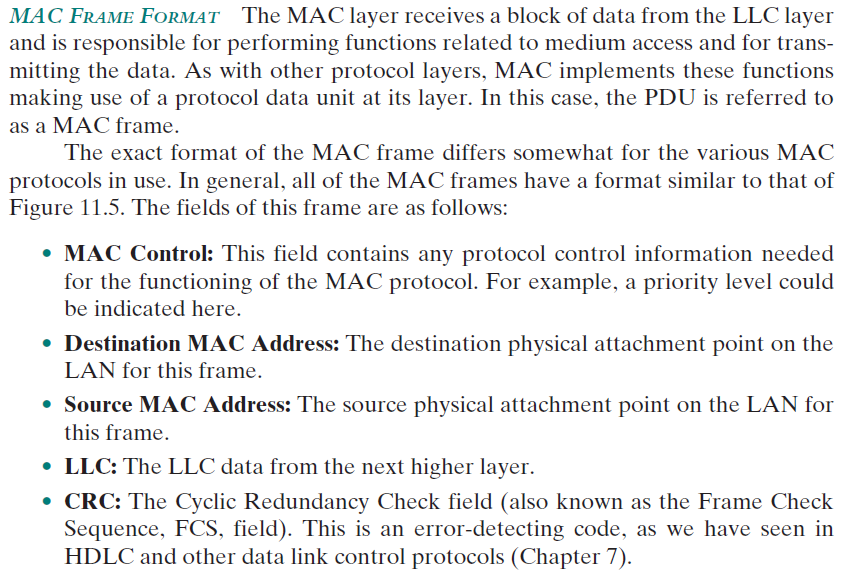 MAC FRAME FORMAT The MAC layer receives a block of data from the LLC layer
and is responsible for performing functions related to medium access and for trans-
mitting the data. As with other protocol layers, MAC implements these functions
making use of a protocol data unit at its layer. In this case, the PDU is referred to
as a MAC frame.
The exact format of the MAC frame differs somewhat for the various MAC
protocols in use. In general, all of the MAC frames have a format similar to that of
Figure 11.5. The fields of this frame are as follows:
• MAC Control: This field contains any protocol control information needed
for the functioning of the MAC protocol. For example, a priority level could
be indicated here.
• Destination MAC Address: The destination physical attachment point on the
LAN for this frame.
• Source MAC Address: The source physical attachment point on the LAN for
this frame.
• LLC: The LLC data from the next higher layer.
• CRC: The Cyclic Redundancy Check field (also known as the Frame Check
Sequence, FCS, field). This is an error-detecting code, as we have seen in
HDLC and other data link control protocols (Chapter 7).